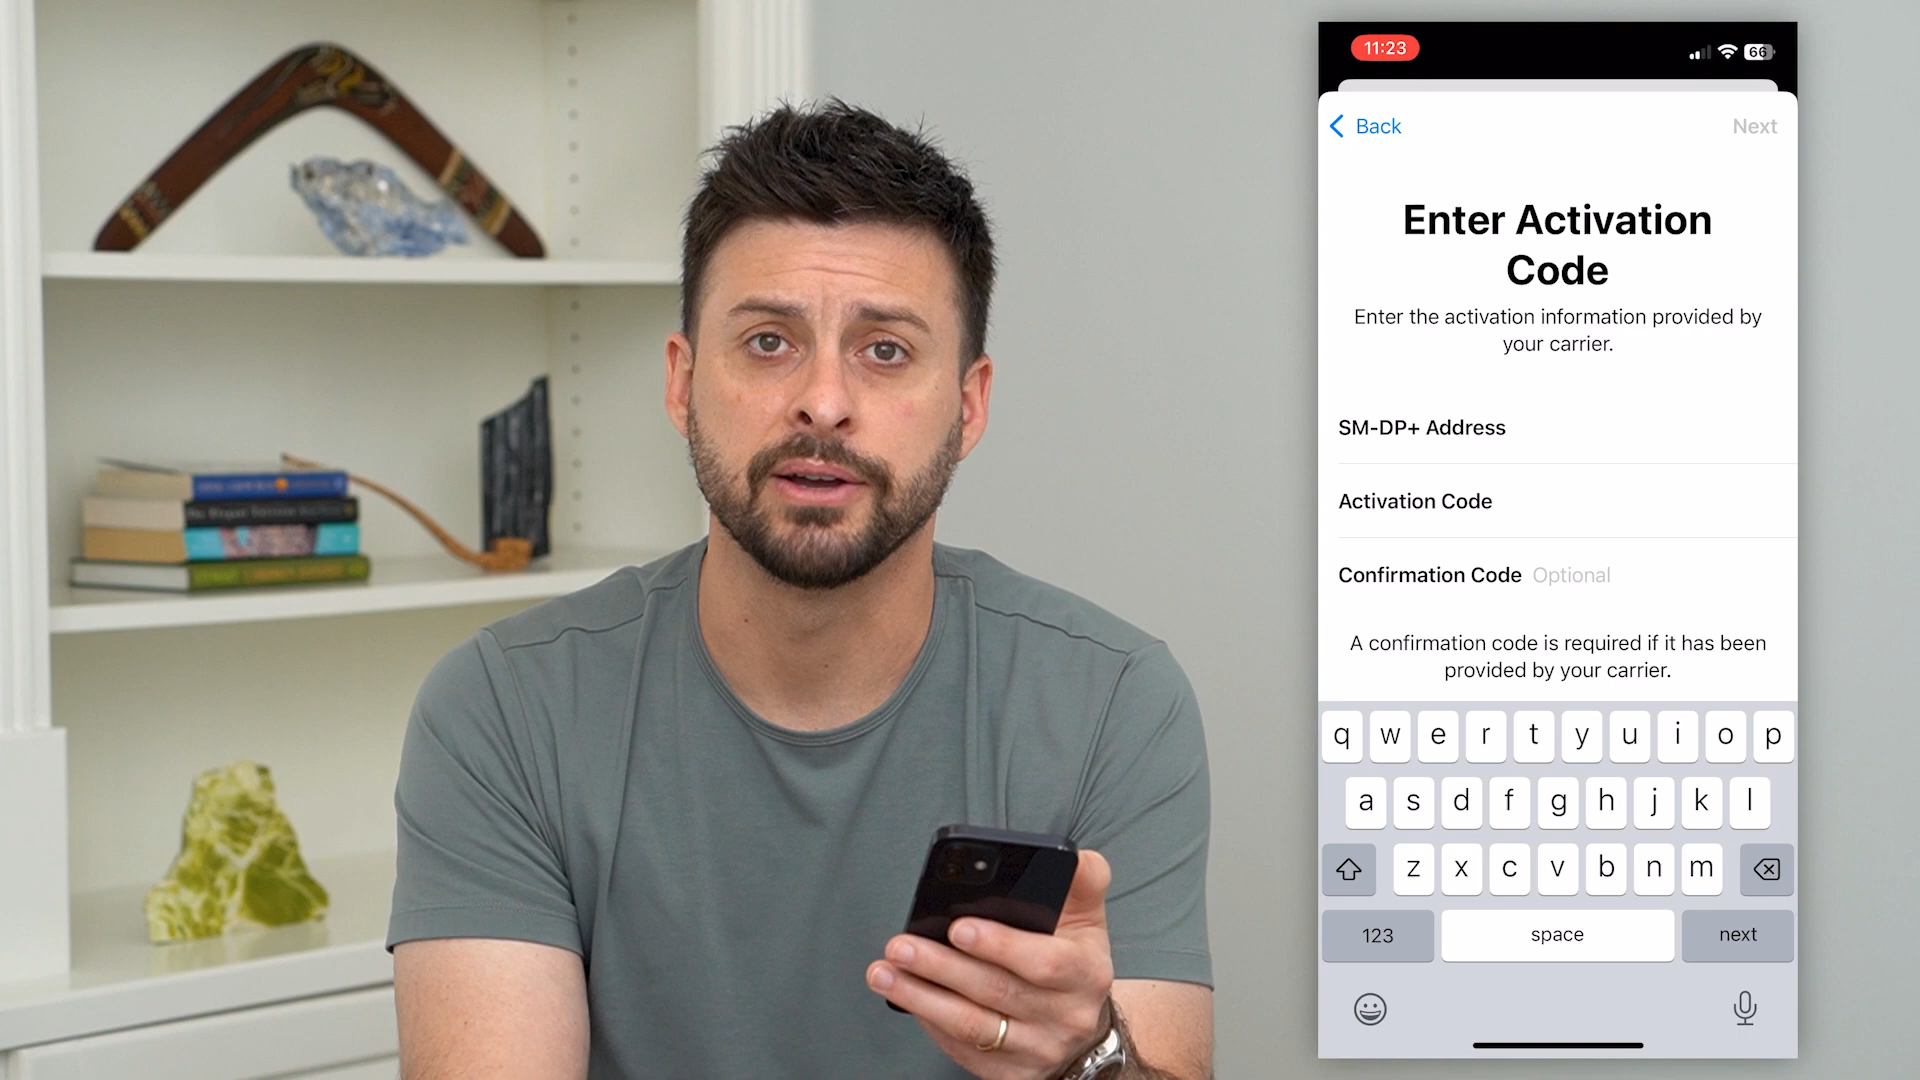 11:23
66
Back
Next
Enter Activation
Code
Enter the activation information provided by
your carrier.
SM-DP+ Address
Activation Code
Confirmation Code Optional
A confirmation code is required if it has been
provided by your carrier.
q w e r t y u i o p
a s d f g h j k l
z x c v b n m
123 space next